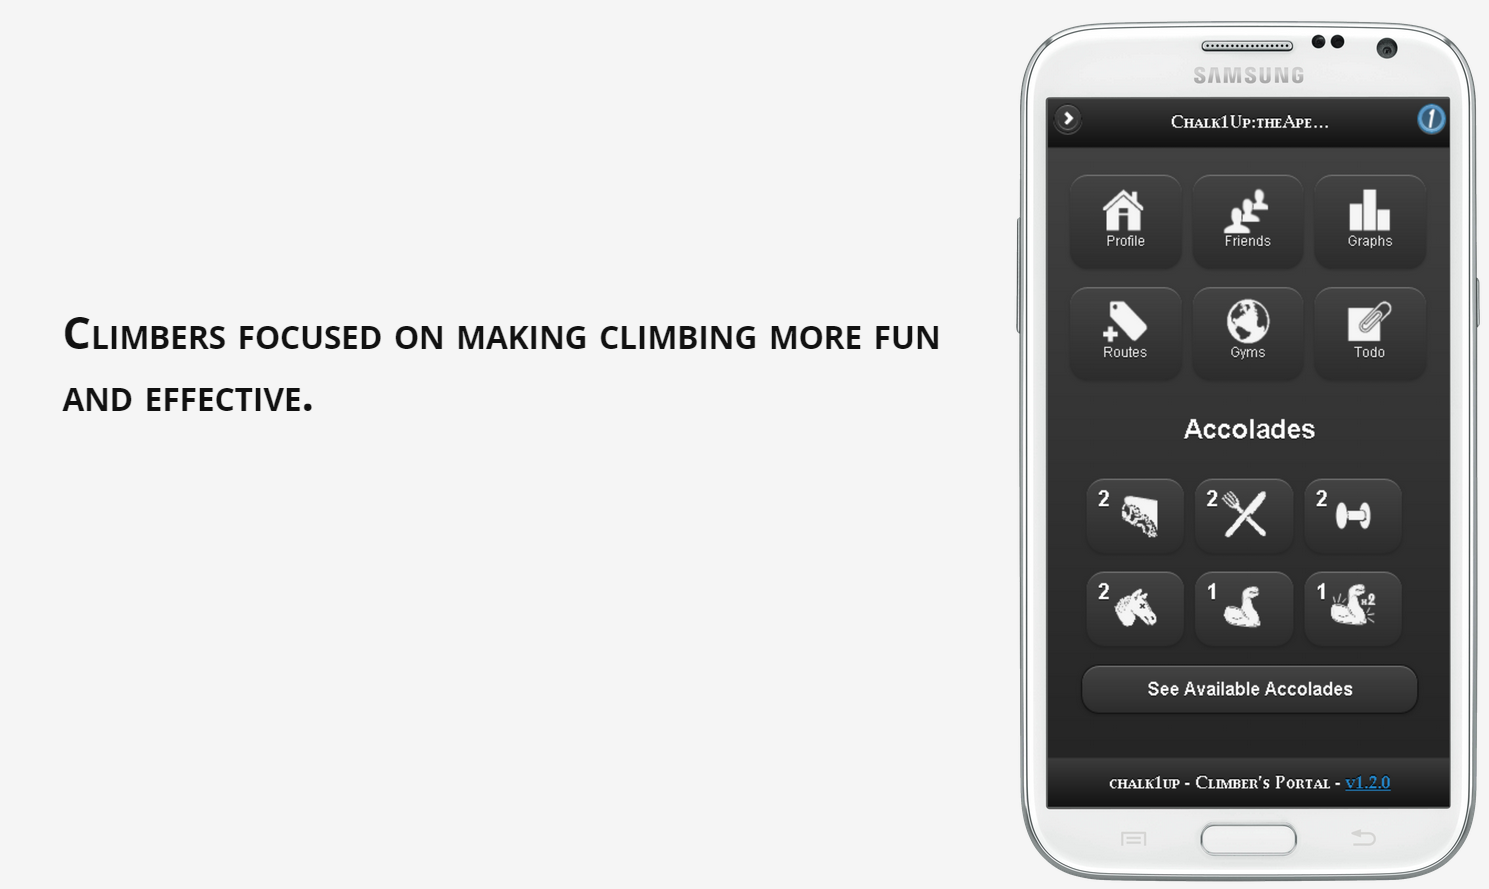 Climbers focused on making climbing more fun
and effective.
SAMSUNG
Chalk1Up:theApe...
1
Profile
Friends
Graphs
Routes
Gyms
Todo
Accolades
2
2
2
2
1
1
x2
See Available Accolades
chalk1up - Climber's Portal - v1.2.0